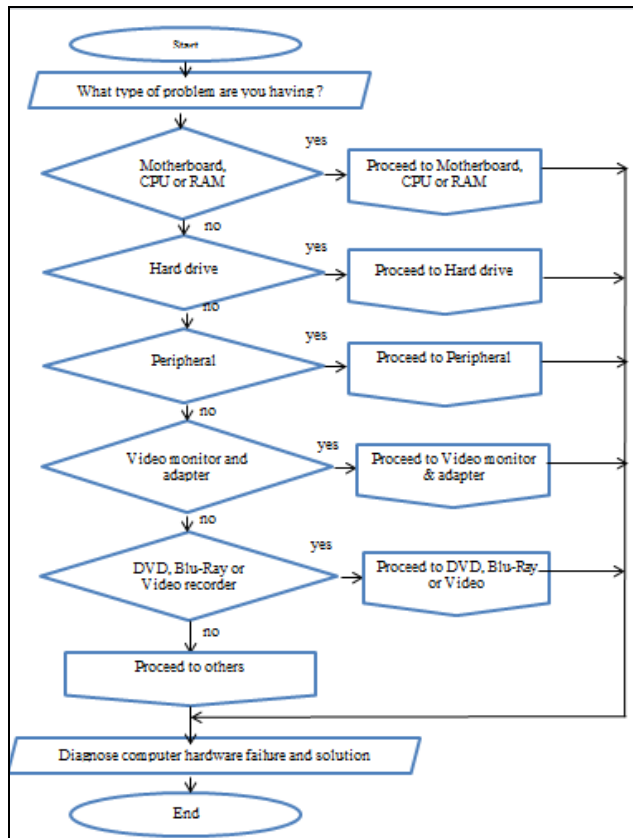 Start
What type of problem are you having ?
yes
Motherboard,
CPU or RAM
Proceed to Motherboard,
CPU or RAM
no
yes
Hard drive
Proceed to Hard drive
no
yes
Peripheral
Proceed to Peripheral
no
yes
Video monitor and
adapter
Proceed to Video monitor
& adapter
no
yes
DVD, Blu-Ray or
Video recorder
Proceed to DVD, Blu-Ray
or Video
no
Proceed to others
Diagnose computer hardware failure and solution
End